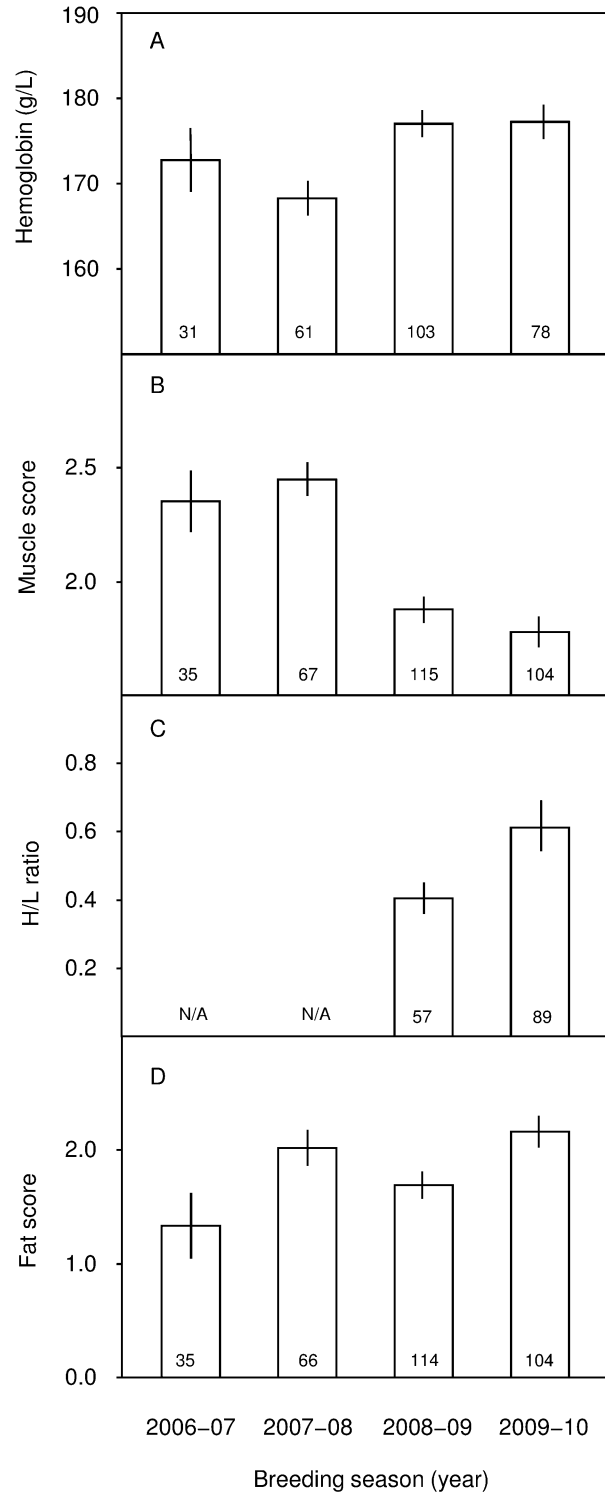 190
A
180
170
160
Hemoglobin (g/L)
31 61 103 78
B
2.5
2.0
Muscle score
35 67 115 104
C
0.8
0.6
0.4
0.2
H/L ratio
N/A N/A 57 89
D
2.0
1.0
0.0
Fat score
35 66 114 104
2006–07 2007–08 2008–09 2009–10
Breeding season (year)